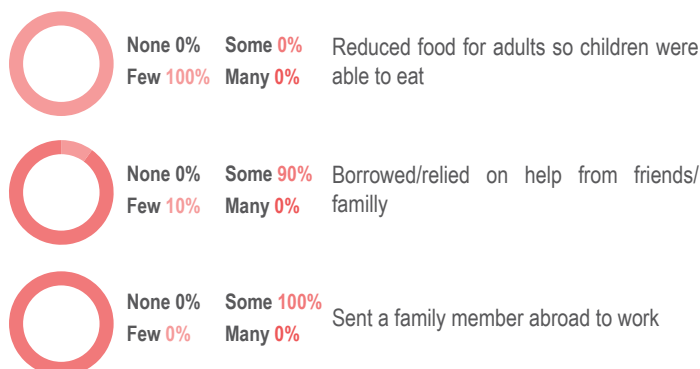 None 0% Some 0%
Few 100% Many 0%
Reduced food for adults so children were
able to eat
None 0% Some 90%
Few 10% Many 0%
Borrowed/relied on help from friends/
familly
None 0% Some 100%
Few 0% Many 0%
Sent a family member abroad to work